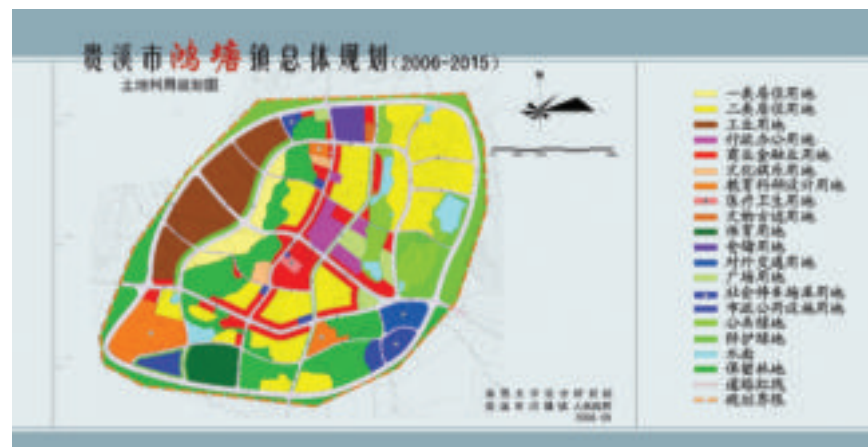 贵溪市鸿塘镇总体规划(2006-2015)
土地利用规划图
一类居住用地
二类居住用地
工业用地
行政办公用地
商业金融业用地
文化娱乐用地
教育科研设计用地
医疗卫生用地
文物古迹用地
体育用地
仓储用地
对外交通用地
广场用地
社会停车场库用地
市政公用设施用地
公共绿地
防护绿地
水面
保留林地
道路红线
规划界限